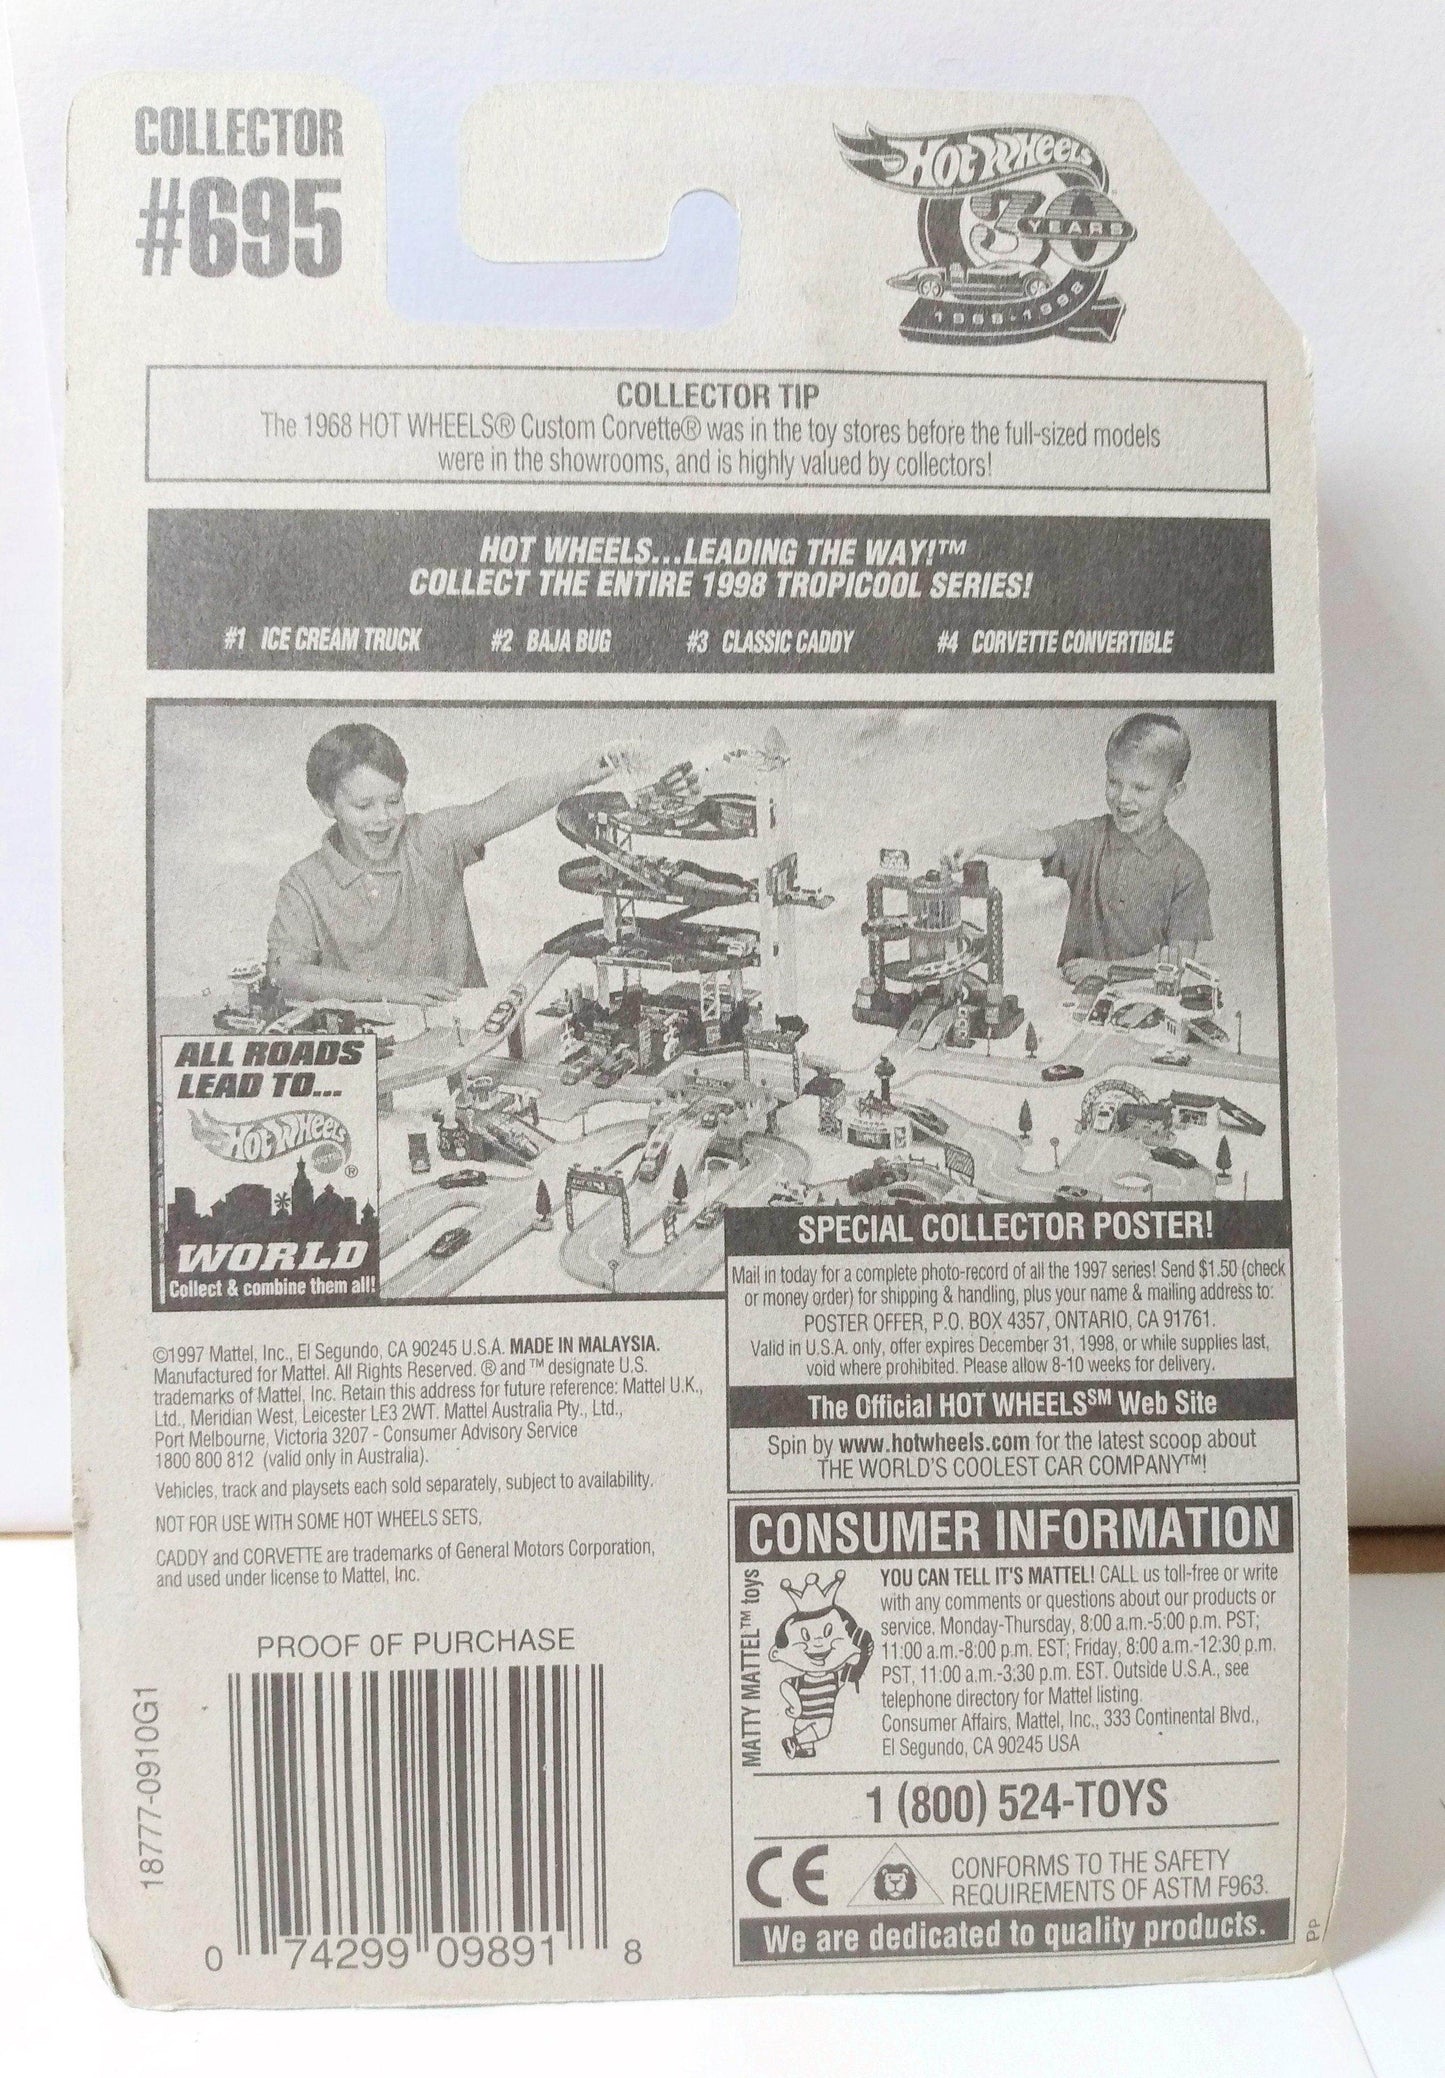 COLLECTOR
#695
HOT WHEELS
30
YEARS
1968-1998
COLLECTOR TIP
The 1968 HOT WHEELS® Custom Corvette® was in the toy stores before the full-sized models
were in the showrooms, and is highly valued by collectors!
HOT WHEELS...LEADING THE WAY!™
COLLECT THE ENTIRE 1998 TROPICOOL SERIES!
#1 ICE CREAM TRUCK #2 BAJA BUG #3 CLASSIC CADDY #4 CORVETTE CONVERTIBLE
ALL ROADS
LEAD TO...
HOT WHEELS
®
WORLD
Collect & combine them all!
SPECIAL COLLECTOR POSTER!
Mail in today for a complete photo-record of all the 1997 series! Send $1.50 (check
or money order) for shipping & handling, plus your name & mailing address to:
POSTER OFFER, P.O. BOX 4357, ONTARIO, CA 91761.
Valid in U.S.A. only, offer expires December 31, 1998, or while supplies last,
void where prohibited. Please allow 8-10 weeks for delivery.
The Official HOT WHEELS℠ Web Site
Spin by www.hotwheels.com for the latest scoop about
THE WORLD'S COOLEST CAR COMPANY™!
©1997 Mattel, Inc., El Segundo, CA 90245 U.S.A. MADE IN MALAYSIA.
Manufactured for Mattel. All Rights Reserved. ® and ™ designate U.S.
trademarks of Mattel, Inc. Retain this address for future reference: Mattel U.K.,
Ltd., Meridian West, Leicester LE3 2WT. Mattel Australia Pty., Ltd.,
Port Melbourne, Victoria 3207 - Consumer Advisory Service
1800 800 812 (valid only in Australia).
Vehicles, track and playsets each sold separately, subject to availability.
NOT FOR USE WITH SOME HOT WHEELS SETS.
CADDY and CORVETTE are trademarks of General Motors Corporation,
and used under license to Mattel, Inc.
PROOF OF PURCHASE
18777-0910G1
0 74299 09891 8
CONSUMER INFORMATION
MATTY MATTEL™ toys
YOU CAN TELL IT'S MATTEL! CALL us toll-free or write
with any comments or questions about our products or
service, Monday-Thursday, 8:00 a.m.-5:00 p.m. PST;
11:00 a.m.-8:00 p.m. EST; Friday, 8:00 a.m.-12:30 p.m.
PST, 11:00 a.m.-3:30 p.m. EST. Outside U.S.A., see
telephone directory for Mattel listing.
Consumer Affairs, Mattel, Inc., 333 Continental Blvd.,
El Segundo, CA 90245 USA
1 (800) 524-TOYS
CE
CONFORMS TO THE SAFETY
REQUIREMENTS OF ASTM F963.
We are dedicated to quality products.
PP